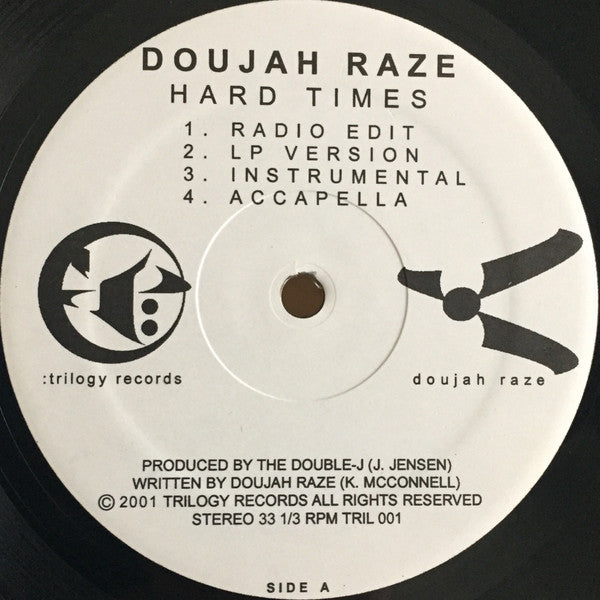 DOUJAH RAZE
HARD TIMES
1. RADIO EDIT
2. LP VERSION
3. INSTRUMENTAL
4. ACCAPELLA
:trilogy records
doujah raze
PRODUCED BY THE DOUBLE-J (J. JENSEN)
WRITTEN BY DOUJAH RAZE (K. MCCONNELL)
© 2001 TRILOGY RECORDS ALL RIGHTS RESERVED
STEREO 33 1/3 RPM TRIL 001
SIDE A